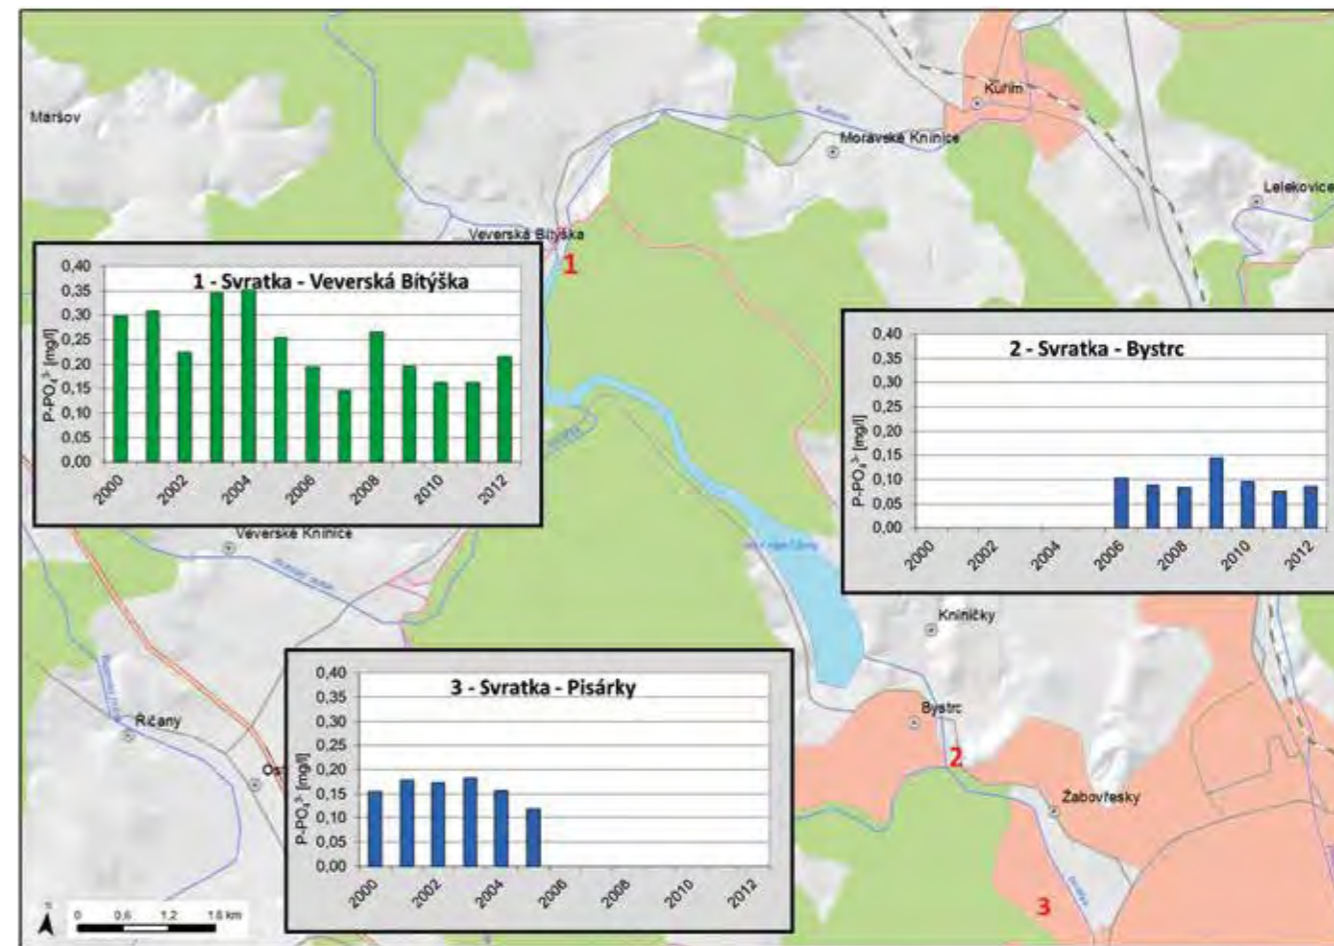 Maršov
Kuřim
Moravské Knínice
Lelekovice
Veverská Bítýška
1
1 - Svratka - Veverská Bítýška
P-PO₄³⁻ [mg/l]
0,40
0,35
0,30
0,25
0,20
0,15
0,10
0,05
0,00
2000 2002 2004 2006 2008 2010 2012
2 - Svratka - Bystrc
P-PO₄³⁻ [mg/l]
0,40
0,35
0,30
0,25
0,20
0,15
0,10
0,05
0,00
2000 2002 2004 2006 2008 2010 2012
Veverské Knínice
Kníničky
3 - Svratka - Pisárky
P-PO₄³⁻ [mg/l]
0,40
0,35
0,30
0,25
0,20
0,15
0,10
0,05
0,00
2000 2002 2004 2006 2008 2010 2012
Říčany
Bystrc
2
Žabovřesky
3
0 0,6 1,2 1,8 km